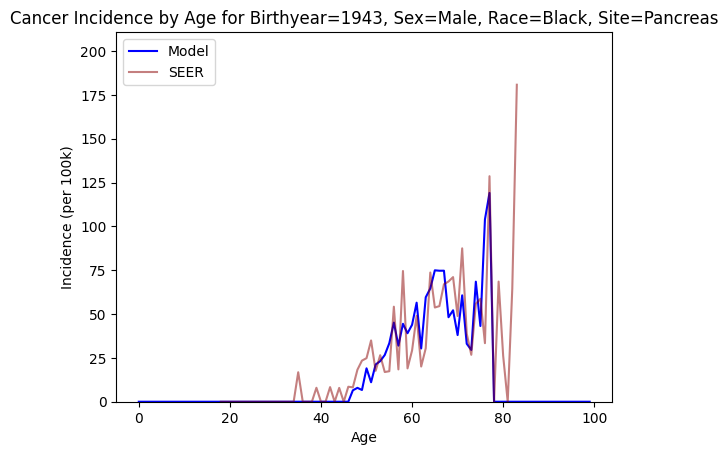 Cancer Incidence by Age for Birthyear=1943, Sex=Male, Race=Black, Site=Pancreas
Model
SEER
Incidence (per 100k)
200
175
150
125
100
75
50
25
0
0 20 40 60 80 100
Age